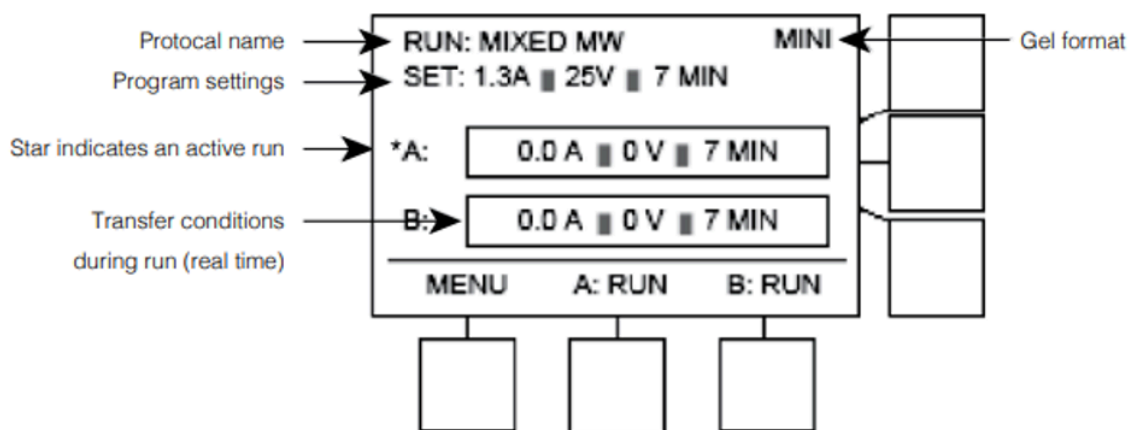 Protocal name
RUN: MIXED MW
MINI
Gel format
Program settings
SET: 1.3A ▮ 25V ▮ 7 MIN
Star indicates an active run
*A:
0.0 A ▮ 0 V ▮ 7 MIN
Transfer conditions
during run (real time)
B:
0.0 A ▮ 0 V ▮ 7 MIN
MENU
A: RUN
B: RUN